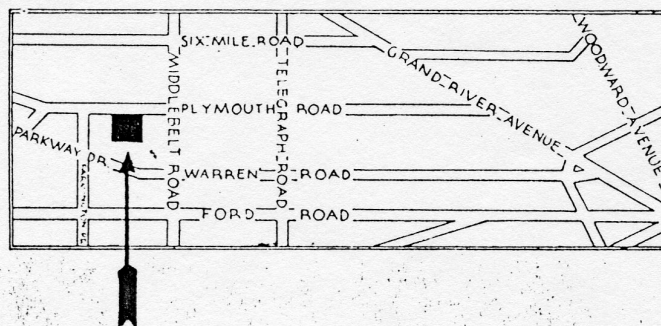 SIX MILE ROAD
GRAND RIVER AVENUE
WOODWARD AVENUE
MIDDLEBELT ROAD
TELEGRAPH ROAD
PLYMOUTH ROAD
PARKWAY DR.
WARREN ROAD
FORD ROAD